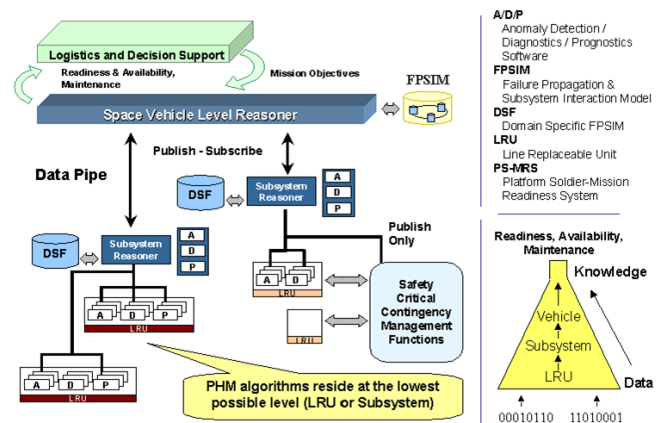 Logistics and Decision Support
Readiness & Availability,
Maintenance
Mission Objectives
FPSIM
Space Vehicle Level Reasoner
Publish - Subscribe
Data Pipe
DSF
Subsystem
Reasoner
A
D
P
DSF
Subsystem
Reasoner
A
D
P
Publish
Only
A
D
LRU
LRU
Safety
Critical
Contingency
Management
Functions
A
D
P
LRU
A
D
P
LRU
PHM algorithms reside at the lowest
possible level (LRU or Subsystem)
A/D/P
Anomaly Detection /
Diagnostics / Prognostics
Software
FPSIM
Failure Propagation &
Subsystem Interaction Model
DSF
Domain Specific FPSIM
LRU
Line Replaceable Unit
PS-MRS
Platform Soldier-Mission
Readiness System
Readiness, Availability,
Maintenance
Knowledge
Vehicle
Subsystem
LRU
Data
00010110 11010001